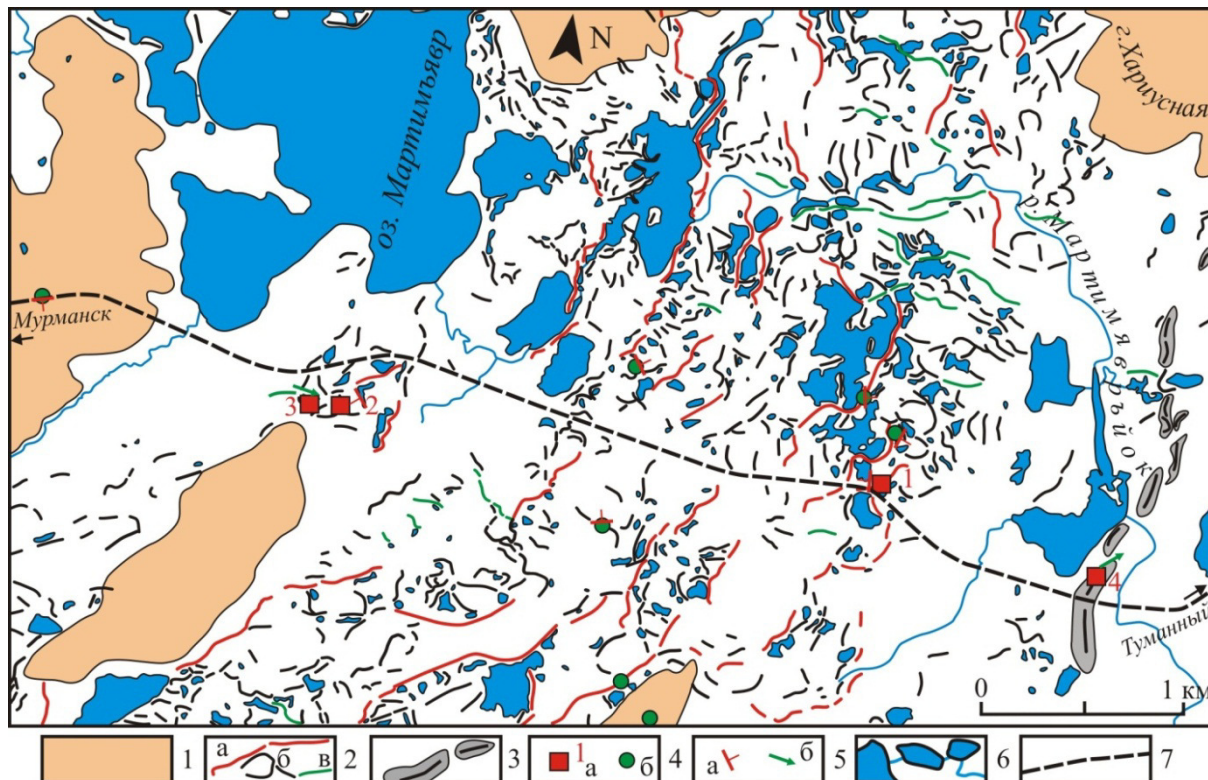 N
оз. Мартимъявр
г.Хариусная
р. Мартимявръйок
Мурманск
3 2
1
4
Туманный
0 1 км
1 а б в 2 3 1 а б 4 а б 5 6 7